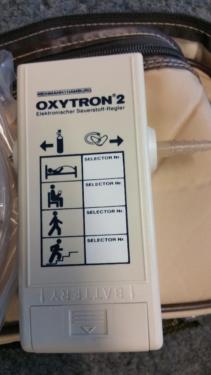 WEINMANN HAMBURG
OXYTRON®2
Elektronischer Sauerstoff-Regler
SELECTOR Nr.
SELECTOR Nr.
SELECTOR Nr.
SELECTOR Nr.
BATTERY